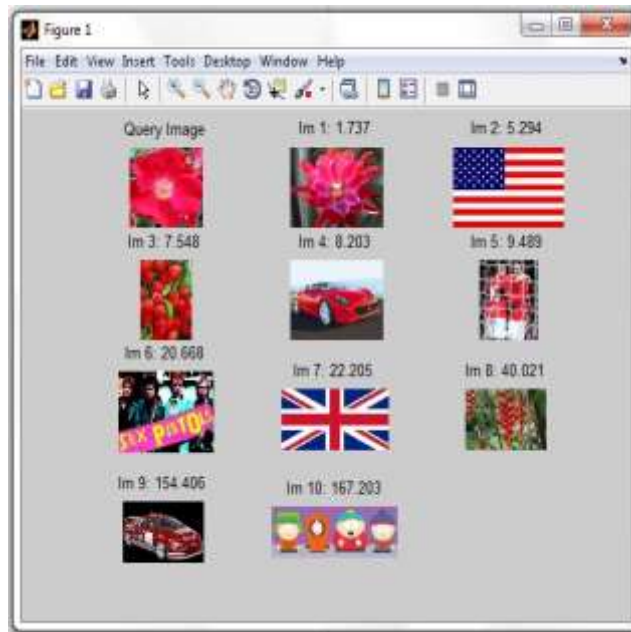 Figure 1
File Edit View Insert Tools Desktop Window Help
Query Image
Im 1: 1.737
Im 2: 5.294
Im 3: 7.548
Im 4: 8.203
Im 5: 9.489
Im 6: 20.668
Im 7: 22.205
Im 8: 40.021
SEX PISTOLS
Im 9: 154.406
Im 10: 167.203